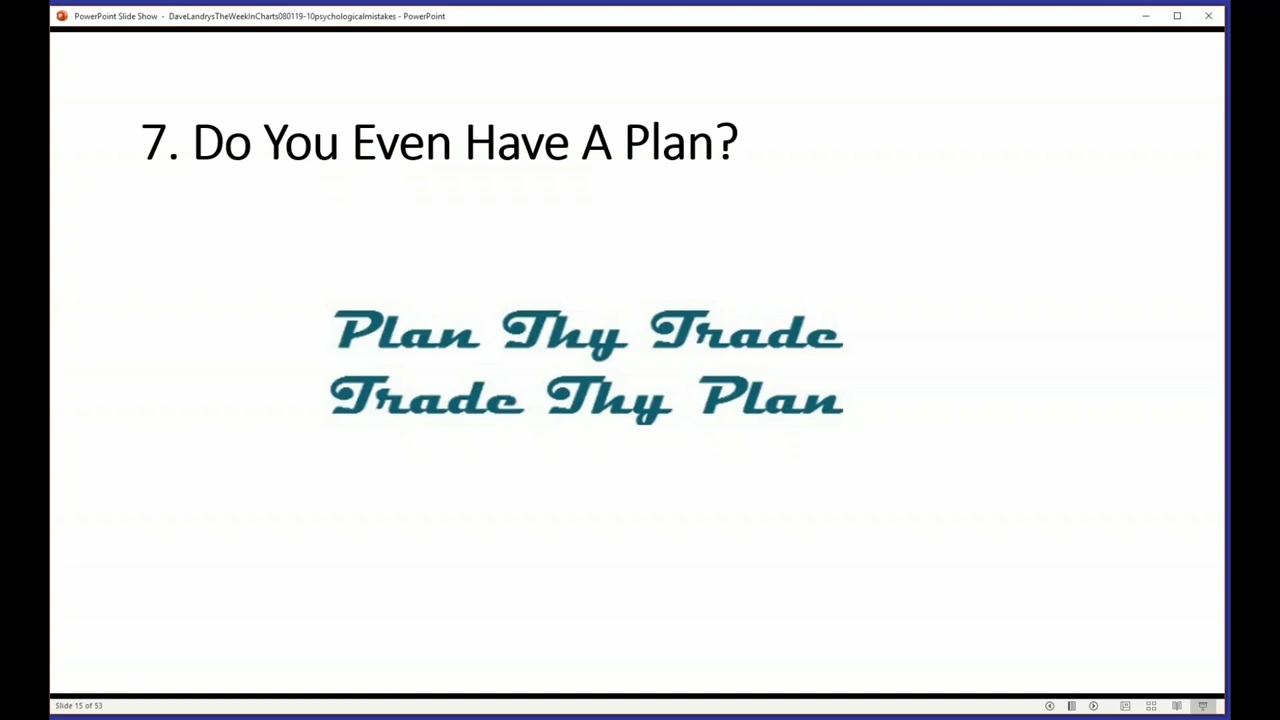 PowerPoint Slide Show - DaveLandrysTheWeekInCharts080119-10psychologicalmistakes - PowerPoint
7. Do You Even Have A Plan?
Plan Thy Trade
Trade Thy Plan
Slide 15 of 53